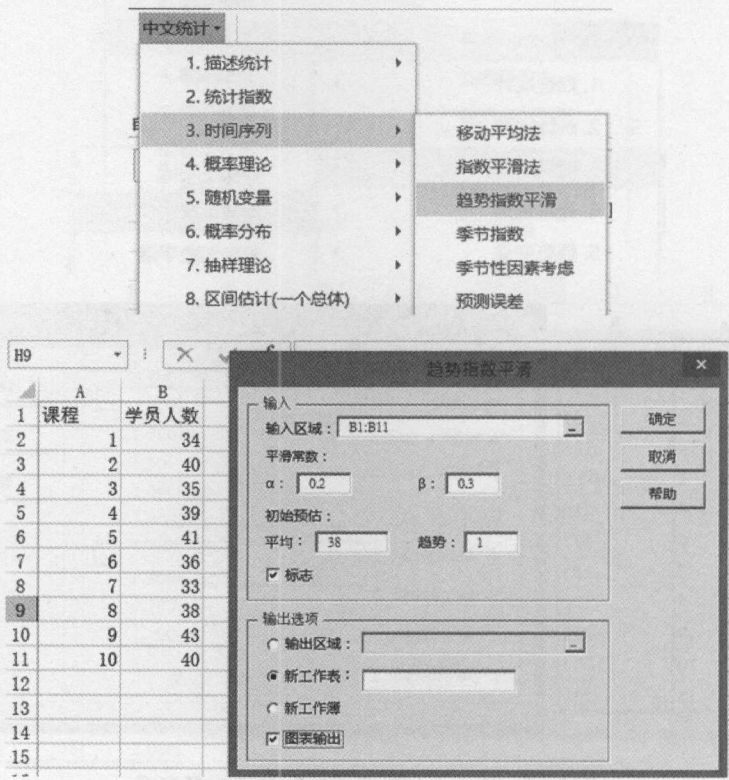 中文统计
1. 描述统计
2. 统计指数
3. 时间序列
4. 概率理论
5. 随机变量
6. 概率分布
7. 抽样理论
8. 区间估计(一个总体)
移动平均法
指数平滑法
趋势指数平滑
季节指数
季节性因素考虑
预测误差
H9
A B
1 课程 学员人数
2 1 34
3 2 40
4 3 35
5 4 39
6 5 41
7 6 36
8 7 33
9 8 38
10 9 43
11 10 40
12
13
14
15
趋势指数平滑
输入
输入区域： B1:B11
平滑常数：
α： 0.2 β： 0.3
初始预估：
平均： 38 趋势： 1
标志
输出选项
输出区域：
新工作表：
新工作簿
图表输出
确定
取消
帮助